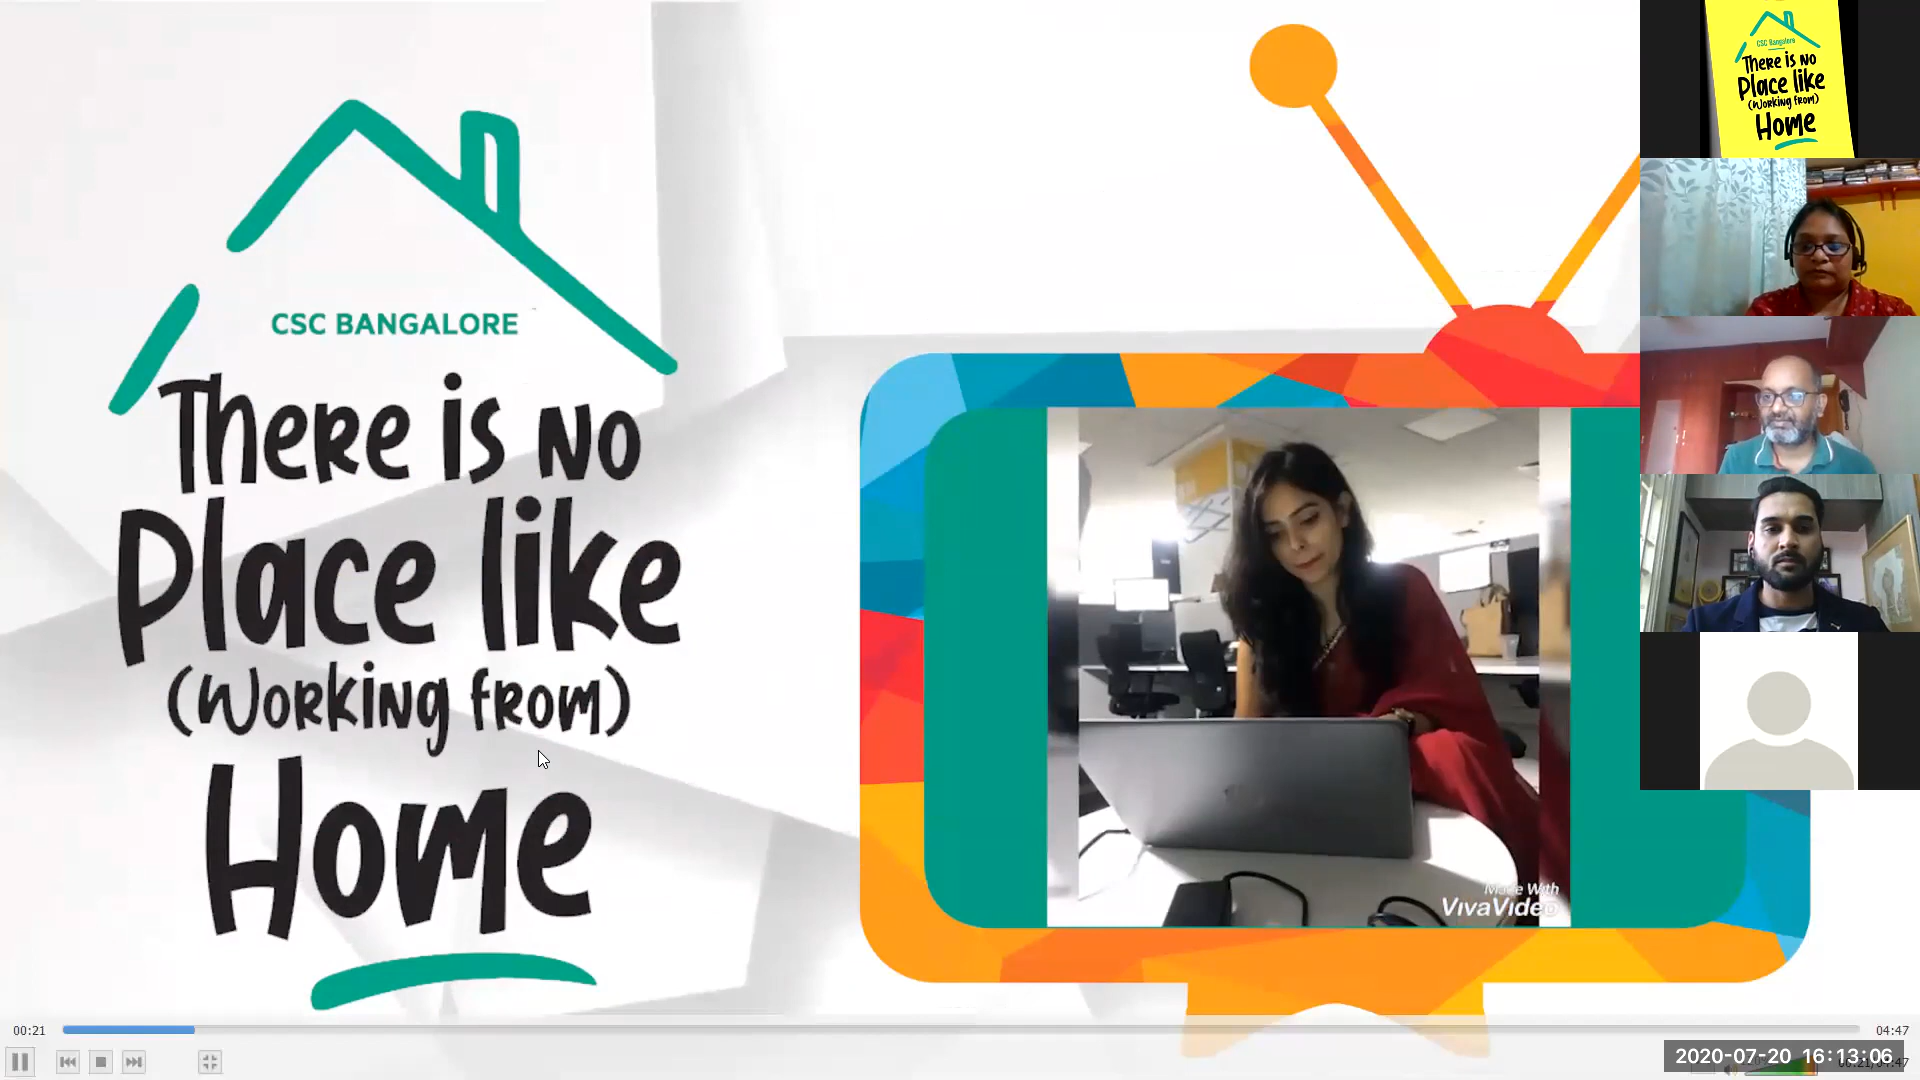 CSC BANGALORE
There is no
Place like
(Working from)
Home
Made With
VivaVideo
CSC Bangalore
There is no
Place like
(Working from)
Home
00:21
04:47
2020-07-20 16:13:06